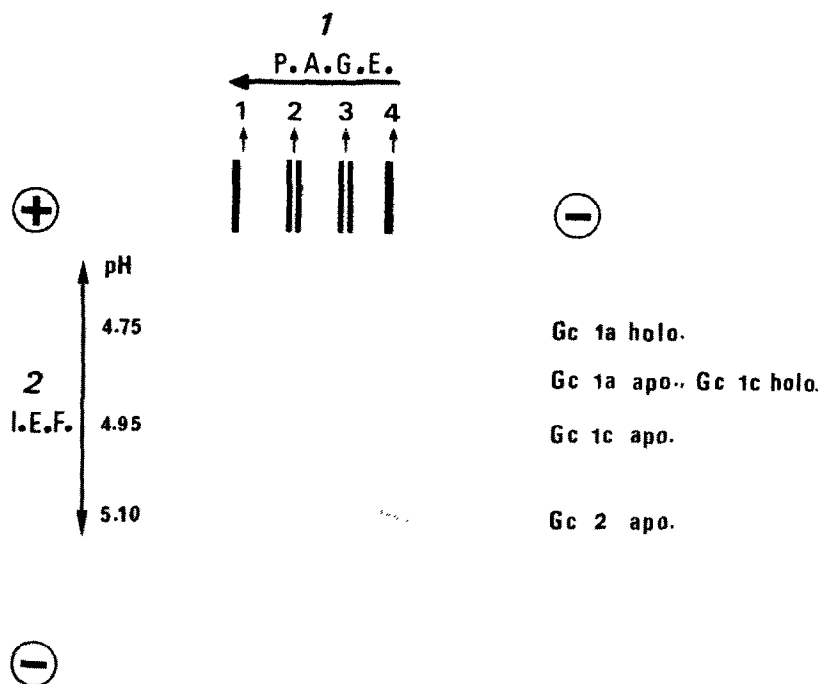 1
P.A.G.E.
1 2 3 4
+ −
pH
4.75 Gc 1a holo.
Gc 1a apo., Gc 1c holo.
2
I.E.F. 4.95 Gc 1c apo.
5.10 Gc 2 apo.
−